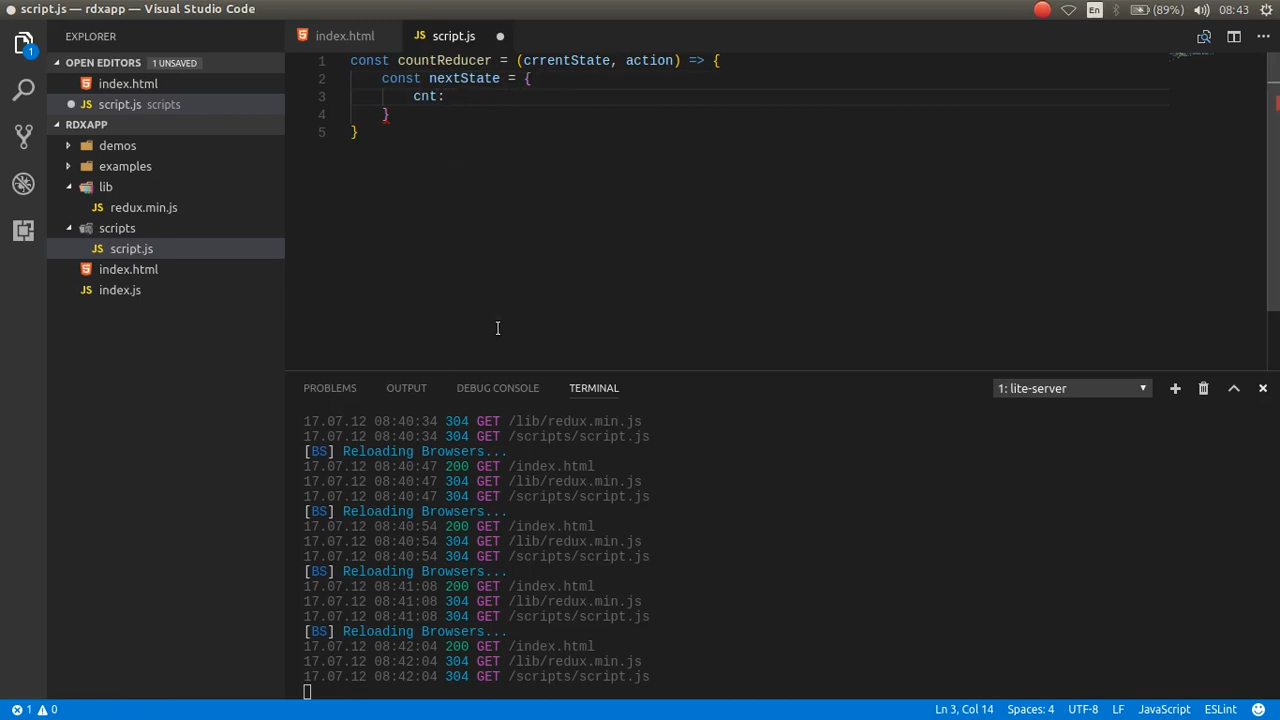 script.js — rdxapp — Visual Studio Code
En
(89%)
08:43
EXPLORER
index.html
script.js
OPEN EDITORS 1 UNSAVED
index.html
script.js scripts
RDXAPP
demos
examples
lib
JS redux.min.js
scripts
JS script.js
index.html
JS index.js
1
1 const countReducer = (crrentState, action) => {
2 const nextState = {
3 cnt:
4 }
5 }
PROBLEMS OUTPUT DEBUG CONSOLE TERMINAL 1: lite-server
17.07.12 08:40:34 304 GET /lib/redux.min.js
17.07.12 08:40:34 304 GET /scripts/script.js
[BS] Reloading Browsers...
17.07.12 08:40:47 200 GET /index.html
17.07.12 08:40:47 304 GET /lib/redux.min.js
17.07.12 08:40:47 304 GET /scripts/script.js
[BS] Reloading Browsers...
17.07.12 08:40:54 200 GET /index.html
17.07.12 08:40:54 304 GET /lib/redux.min.js
17.07.12 08:40:54 304 GET /scripts/script.js
[BS] Reloading Browsers...
17.07.12 08:41:08 200 GET /index.html
17.07.12 08:41:08 304 GET /lib/redux.min.js
17.07.12 08:41:08 304 GET /scripts/script.js
[BS] Reloading Browsers...
17.07.12 08:42:04 200 GET /index.html
17.07.12 08:42:04 304 GET /lib/redux.min.js
17.07.12 08:42:04 304 GET /scripts/script.js
1 0 Ln 3, Col 14 Spaces: 4 UTF-8 LF JavaScript ESLint